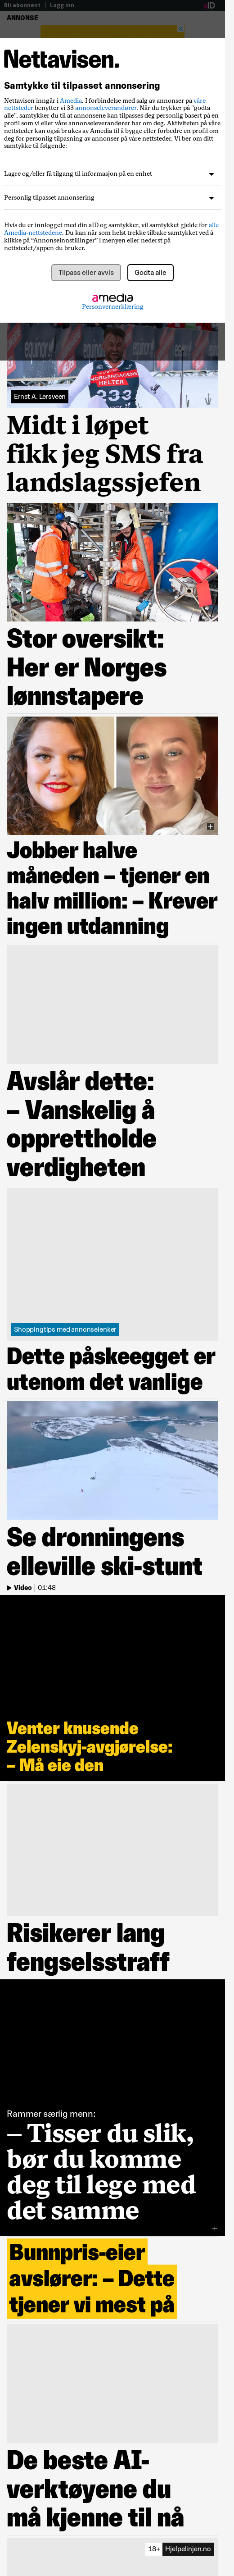 Bli abonnent | Logg inn
ANNONSE
Nettavisen.
Samtykke til tilpasset annonsering
Nettavisen inngår i Amedia. I forbindelse med salg av annonser på våre
nettsteder benytter vi 33 annonseleverandører. Når du trykker på "godta
alle", samtykker du til at annonsene kan tilpasses deg personlig basert på en
profil som vi eller våre annonseleverandører har bygget om deg. Aktivitet på våre
nettsteder kan også brukes av Amedia til å bygge eller forbedre en profil om
deg for personlig tilpasning av annonser på våre nettsteder. Vi ber om ditt
samtykke til følgende:
Lagre og/eller få tilgang til informasjon på en enhet
Personlig tilpasset annonsering
Hvis du er innlogget med din aID og samtykker, vil samtykket gjelde for alle
Amedia-nettstedene. Du kan når som helst trekke tilbake samtykket ved å
klikke på “Annonseinnstillinger” i menyen eller nederst på
nettstedet/appen du bruker.
Tilpass eller avvis
Godta alle
amedia
Personvernerklæring
MORGENDAGENS
HELTER
233
Ernst A. Lersveen
Midt i løpet
fikk jeg SMS fra
landslagssjefen
Stor oversikt:
Her er Norges
lønnstapere
Jobber halve
måneden – tjener en
halv million: – Krever
ingen utdanning
Avslår dette:
– Vanskelig å
opprettholde
verdigheten
Shoppingtips med annonselenker
Dette påskeegget er
utenom det vanlige
Se dronningens
elleville ski-stunt
Video | 01:48
Venter knusende
Zelenskyj-avgjørelse:
– Må eie den
Risikerer lang
fengselsstraff
Rammer særlig menn:
– Tisser du slik,
bør du komme
deg til lege med
det samme
Bunnpris-eier
avslører: – Dette
tjener vi mest på
De beste AI-
verktøyene du
må kjenne til nå
18+ Hjelpelinjen.no